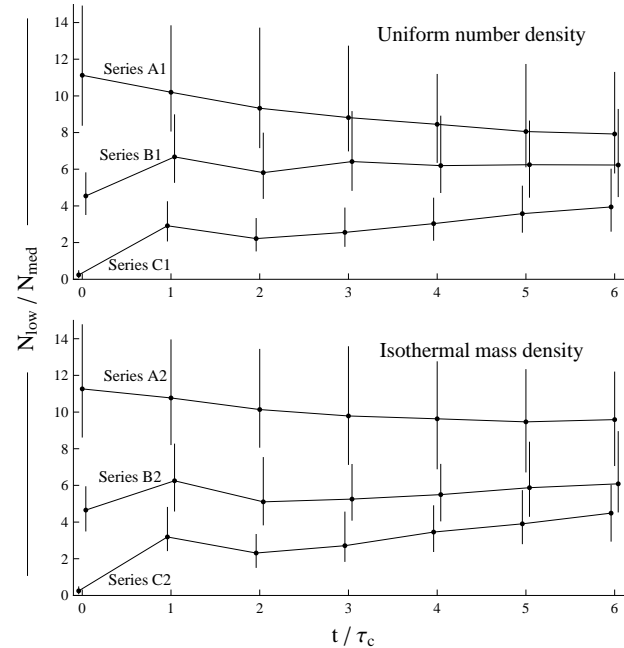 14
Uniform number density
12
Series A1
10
8
Series B1
6
4
2
Series C1
0
0 1 2 3 4 5 6
N_low / N_med
14
Isothermal mass density
12
Series A2
10
8
Series B2
6
4
2
Series C2
0
0 1 2 3 4 5 6
t / τ_c